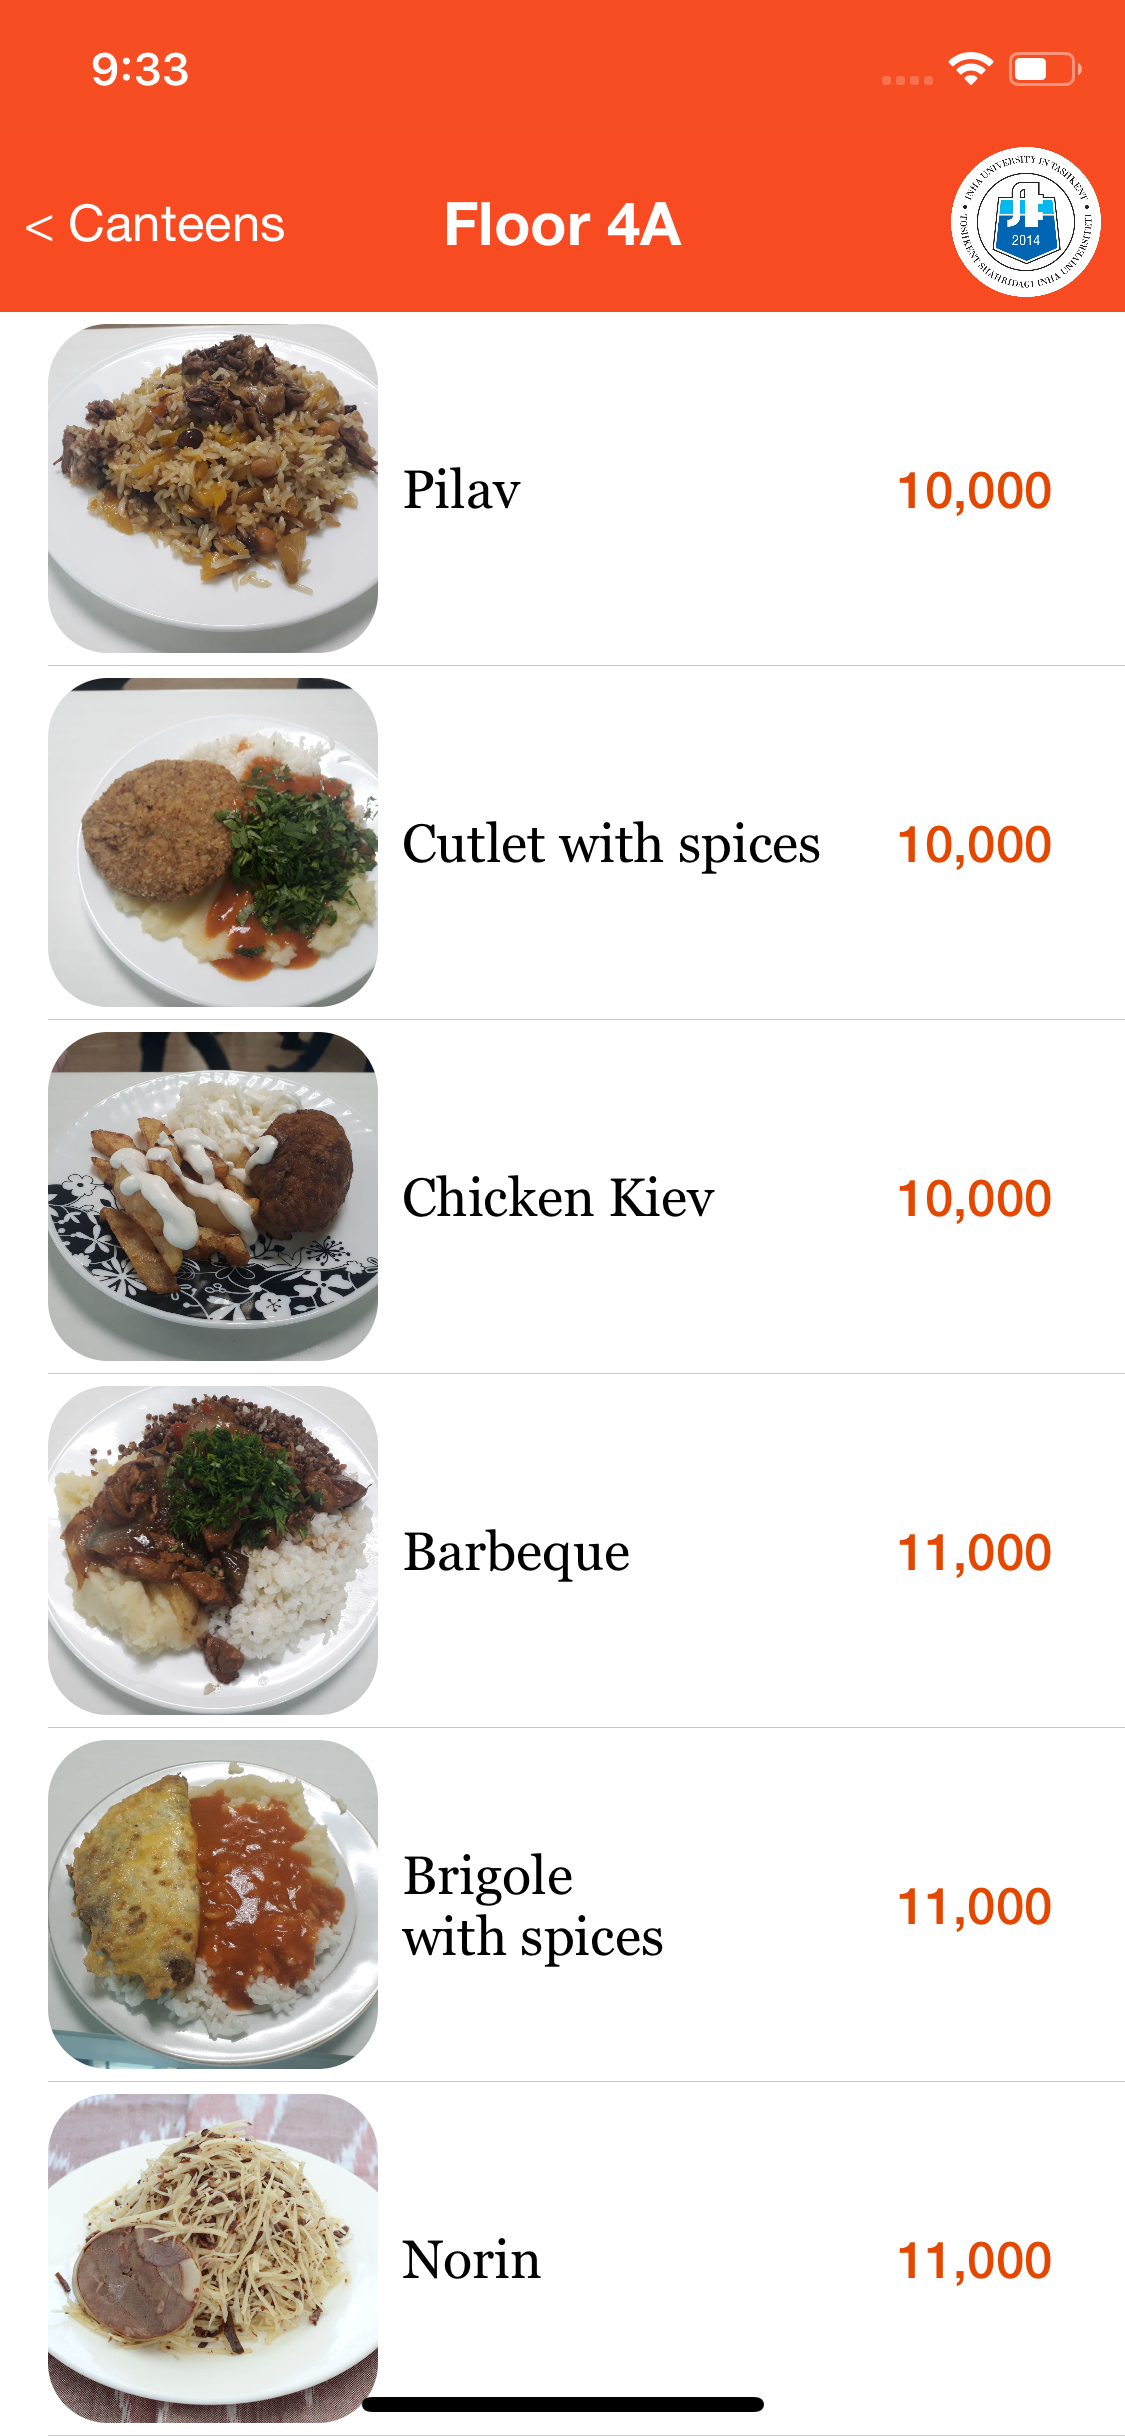 9:33
< Canteens
Floor 4A
INHA UNIVERSITY IN TASHKENT
TOSHKENT SHAHRIDAGI INHA UNIVERSITETI
2014
Pilav
10,000
Cutlet with spices
10,000
Chicken Kiev
10,000
Barbeque
11,000
Brigole
with spices
11,000
Norin
11,000